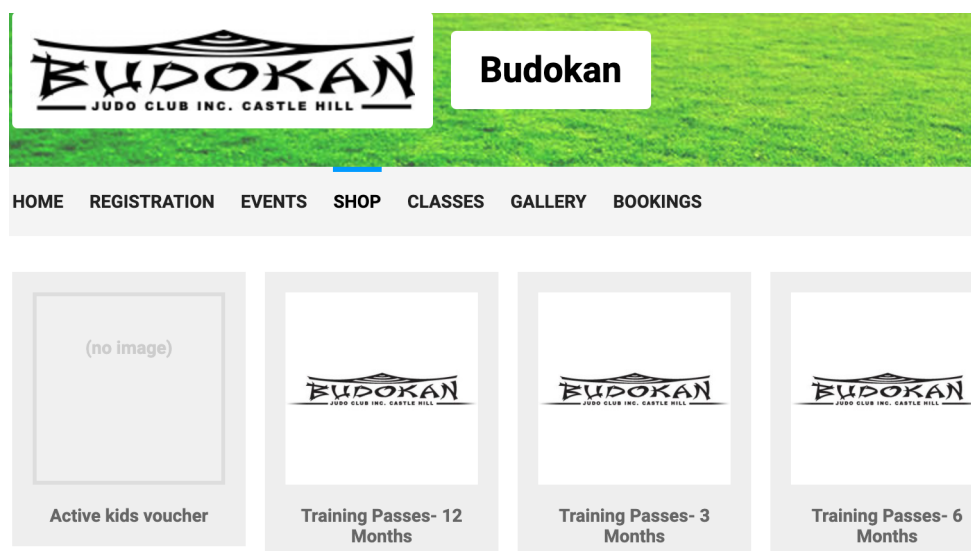 BUDOKAN
JUDO CLUB INC. CASTLE HILL
Budokan
HOME REGISTRATION EVENTS SHOP CLASSES GALLERY BOOKINGS
(no image)
BUDOKAN
JUDO CLUB INC. CASTLE HILL
BUDOKAN
JUDO CLUB INC. CASTLE HILL
BUDOKAN
JUDO CLUB INC. CASTLE HILL
Active kids voucher
Training Passes- 12
Months
Training Passes- 3
Months
Training Passes- 6
Months